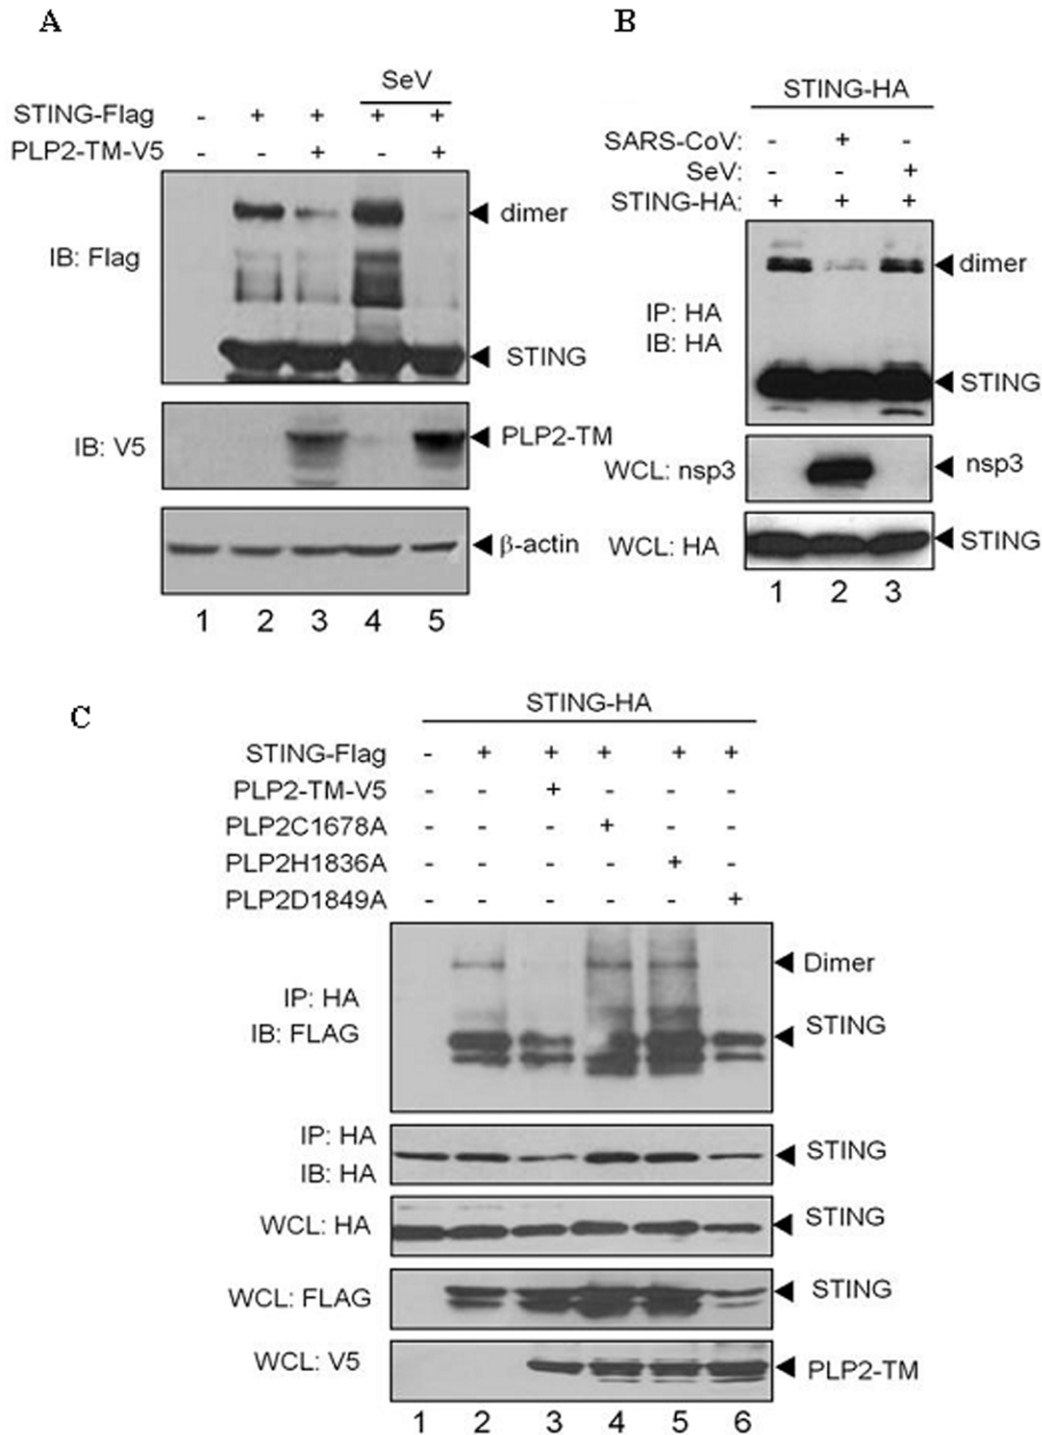 A
SeV
STING-Flag - + + + +
PLP2-TM-V5 - - + - +
IB: Flag
dimer
STING
IB: V5
PLP2-TM
β-actin
1 2 3 4 5
B
STING-HA
SARS-CoV: - + -
SeV: - - +
STING-HA: + + +
IP: HA
IB: HA
dimer
STING
WCL: nsp3
nsp3
WCL: HA
STING
1 2 3
C
STING-HA
STING-Flag - + + + + +
PLP2-TM-V5 - - + - - -
PLP2C1678A - - - + - -
PLP2H1836A - - - - + -
PLP2D1849A - - - - - +
IP: HA
IB: FLAG
Dimer
STING
IP: HA
IB: HA
STING
WCL: HA
STING
WCL: FLAG
STING
WCL: V5
PLP2-TM
1 2 3 4 5 6